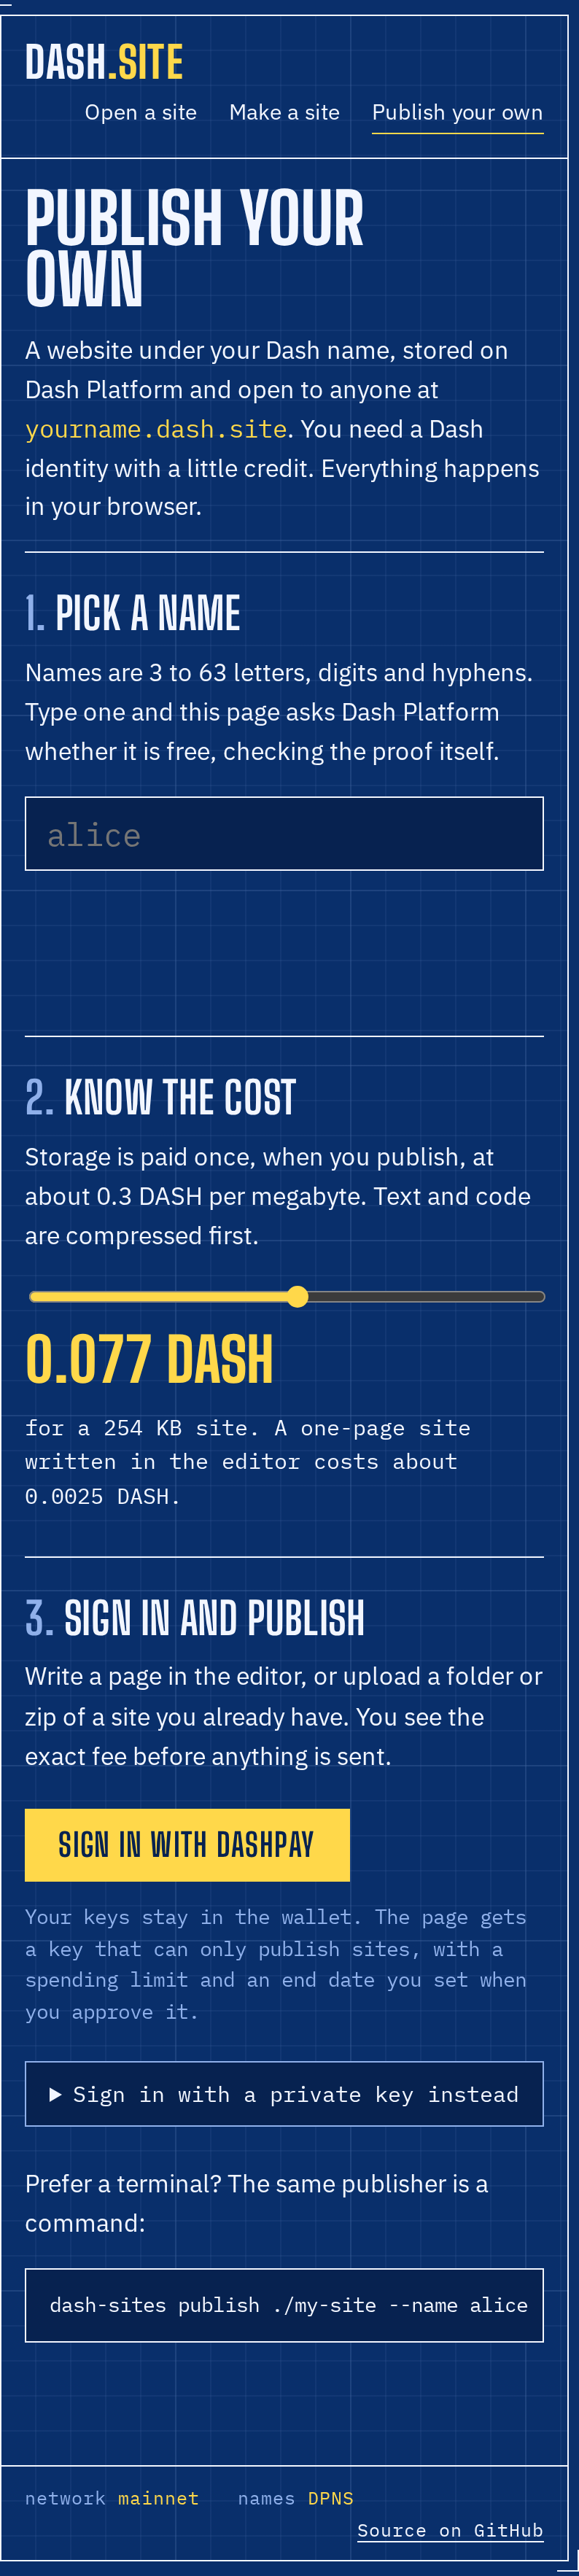 DASH.SITE
Open a site Make a site Publish your own
PUBLISH YOUR
OWN
A website under your Dash name, stored on
Dash Platform and open to anyone at
yourname.dash.site. You need a Dash
identity with a little credit. Everything happens
in your browser.
1. PICK A NAME
Names are 3 to 63 letters, digits and hyphens.
Type one and this page asks Dash Platform
whether it is free, checking the proof itself.
alice
2. KNOW THE COST
Storage is paid once, when you publish, at
about 0.3 DASH per megabyte. Text and code
are compressed first.
0.077 DASH
for a 254 KB site. A one-page site
written in the editor costs about
0.0025 DASH.
3. SIGN IN AND PUBLISH
Write a page in the editor, or upload a folder or
zip of a site you already have. You see the
exact fee before anything is sent.
SIGN IN WITH DASHPAY
Your keys stay in the wallet. The page gets
a key that can only publish sites, with a
spending limit and an end date you set when
you approve it.
▶ Sign in with a private key instead
Prefer a terminal? The same publisher is a
command:
dash-sites publish ./my-site --name alice
network mainnet names DPNS
Source on GitHub